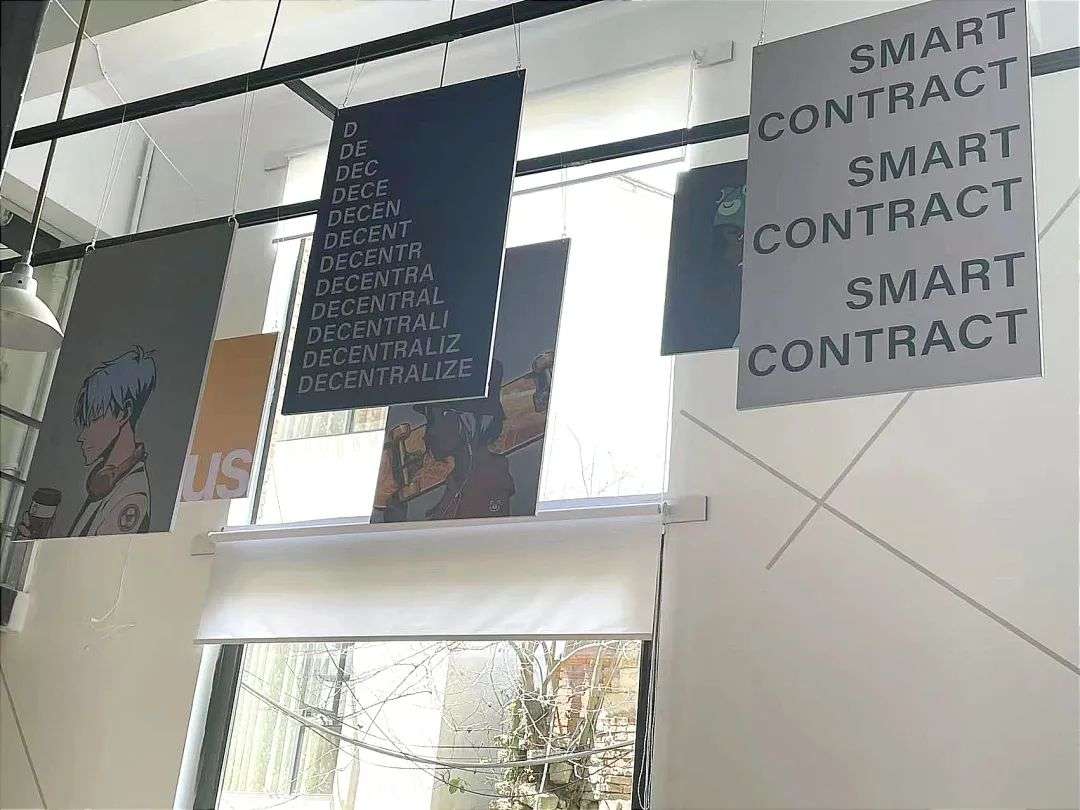 D
DE
DEC
DECE
DECEN
DECENT
DECENTR
DECENTRA
DECENTRAL
DECENTRALI
DECENTRALIZ
DECENTRALIZE
SMART
CONTRACT
SMART
CONTRACT
SMART
CONTRACT
us